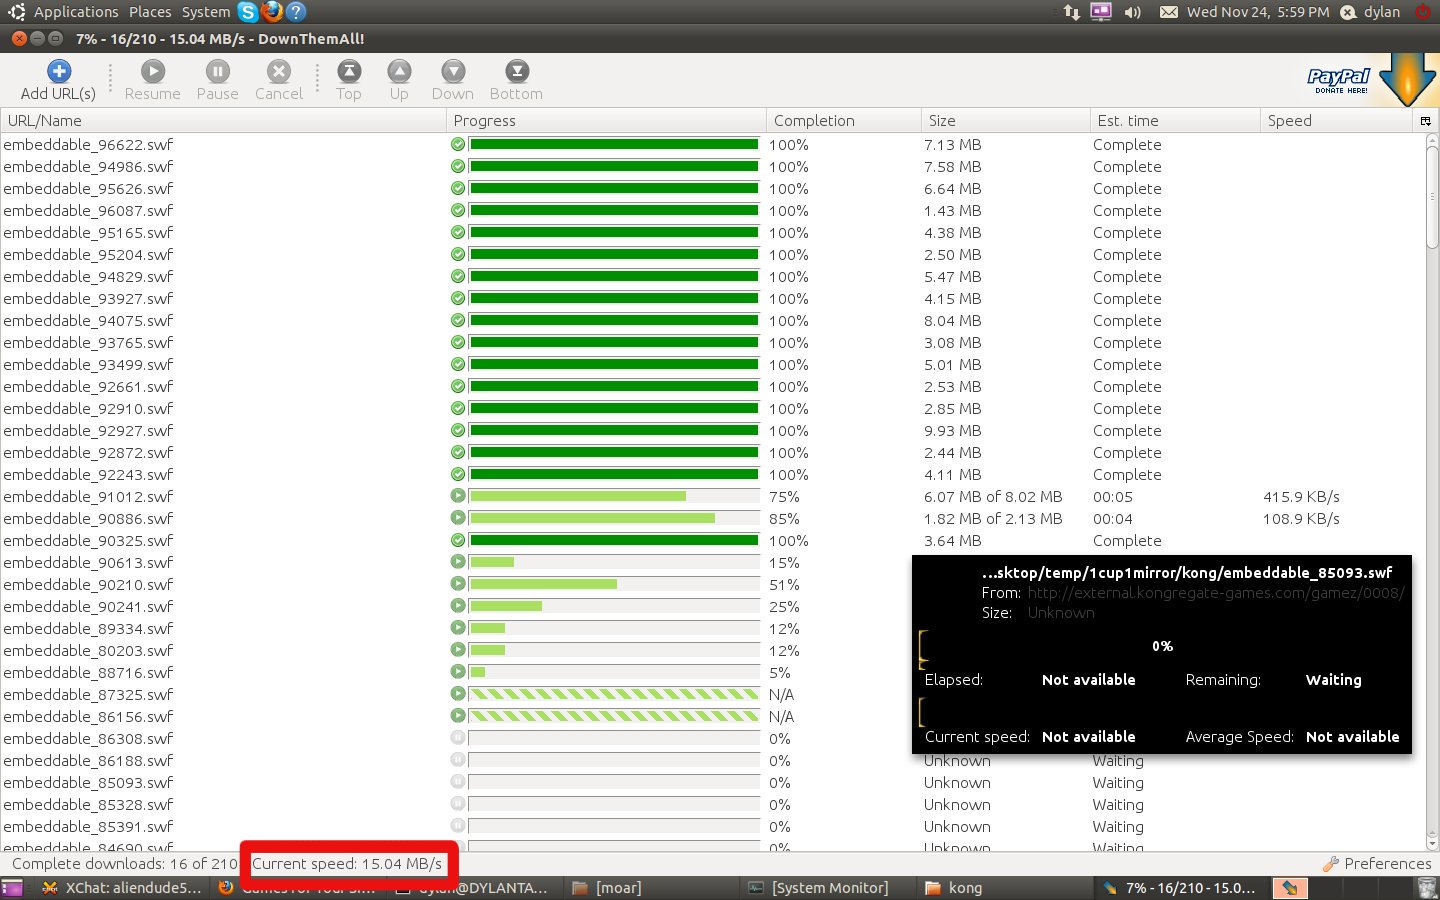 Applications Places System
Wed Nov 24, 5:59 PM dylan
7% - 16/210 - 15.04 MB/s - DownThemAll!
Add URL(s) Resume Pause Cancel Top Up Down Bottom
PayPal
DONATE HERE!
URL/Name Progress Completion Size Est. time Speed
embeddable_96622.swf 100% 7.13 MB Complete
embeddable_94986.swf 100% 7.58 MB Complete
embeddable_95626.swf 100% 6.64 MB Complete
embeddable_96087.swf 100% 1.43 MB Complete
embeddable_95165.swf 100% 4.38 MB Complete
embeddable_95204.swf 100% 2.50 MB Complete
embeddable_94829.swf 100% 5.47 MB Complete
embeddable_93927.swf 100% 4.15 MB Complete
embeddable_94075.swf 100% 8.04 MB Complete
embeddable_93765.swf 100% 3.08 MB Complete
embeddable_93499.swf 100% 5.01 MB Complete
embeddable_92661.swf 100% 2.53 MB Complete
embeddable_92910.swf 100% 2.85 MB Complete
embeddable_92927.swf 100% 9.93 MB Complete
embeddable_92872.swf 100% 2.44 MB Complete
embeddable_92243.swf 100% 4.11 MB Complete
embeddable_91012.swf 75% 6.07 MB of 8.02 MB 00:05 415.9 KB/s
embeddable_90886.swf 85% 1.82 MB of 2.13 MB 00:04 108.9 KB/s
embeddable_90325.swf 100% 3.64 MB Complete
embeddable_90613.swf 15%
embeddable_90210.swf 51%
embeddable_90241.swf 25%
embeddable_89334.swf 12%
embeddable_80203.swf 12%
embeddable_88716.swf 5%
embeddable_87325.swf N/A
embeddable_86156.swf N/A
embeddable_86308.swf 0%
embeddable_86188.swf 0% Unknown Waiting
embeddable_85093.swf 0% Unknown Waiting
embeddable_85328.swf 0% Unknown Waiting
embeddable_85391.swf 0% Unknown Waiting
embeddable_84690.swf 0% Unknown Waiting
...sktop/temp/1cup1mirror/kong/embeddable_85093.swf
From: http://external.kongregate-games.com/gamez/0008/
Size: Unknown
0%
Elapsed: Not available Remaining: Waiting
Current speed: Not available Average Speed: Not available
Complete downloads: 16 of 210 Current speed: 15.04 MB/s Preferences
XChat: aliendude5... dylan@DYLANTA... [moar] [System Monitor] kong 7% - 16/210 - 15.0...